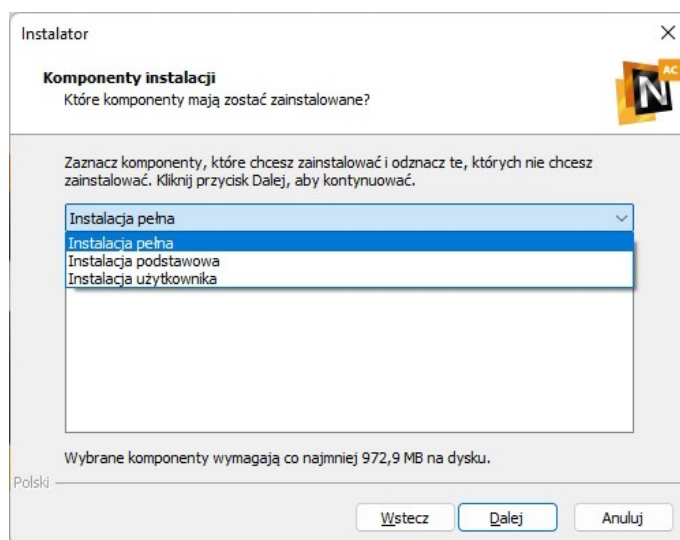 Instalator
Komponenty instalacji
Które komponenty mają zostać zainstalowane?
AC
N
Zaznacz komponenty, które chcesz zainstalować i odznacz te, których nie chcesz
zainstalować. Kliknij przycisk Dalej, aby kontynuować.
Instalacja pełna
Instalacja pełna
Instalacja podstawowa
Instalacja użytkownika
Wybrane komponenty wymagają co najmniej 972,9 MB na dysku.
Polski
Wstecz Dalej Anuluj